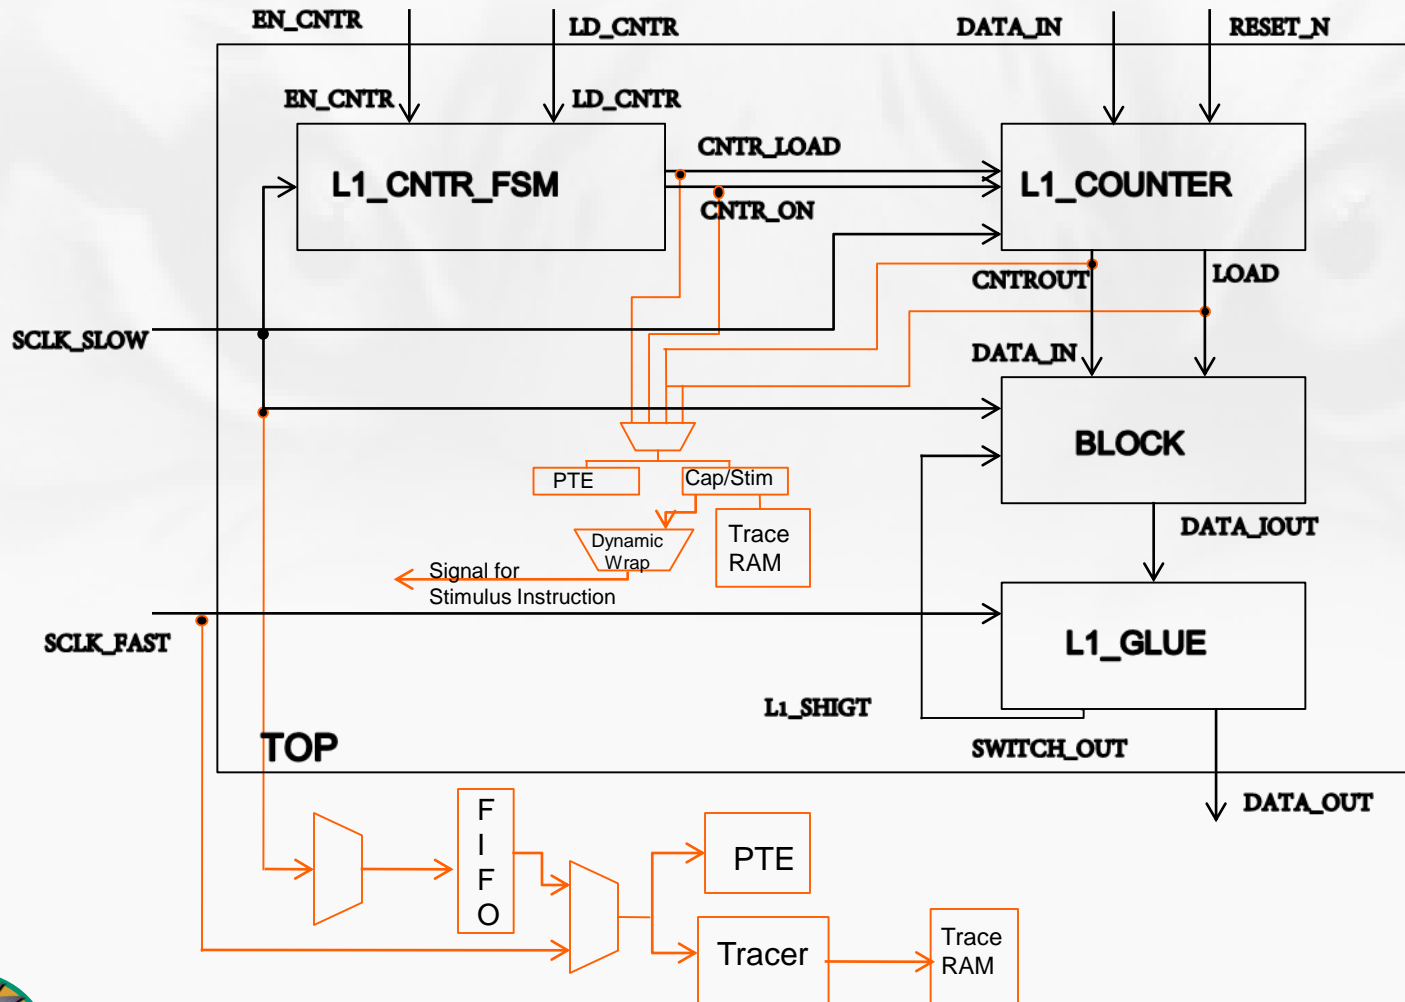 EN_CNTR
LD_CNTR
DATA_IN
RESET_N
EN_CNTR
LD_CNTR
CNTR_LOAD
L1_CNTR_FSM
L1_COUNTER
CNTR_ON
CNTROUT
LOAD
SCLK_SLOW
DATA_IN
BLOCK
PTE
Cap/Stim
DATA_IOUT
Trace
RAM
Dynamic
Wrap
Signal for
Stimulus Instruction
SCLK_FAST
L1_GLUE
L1_SHIGT
TOP
SWITCH_OUT
DATA_OUT
F
I
F
O
PTE
Tracer
Trace
RAM